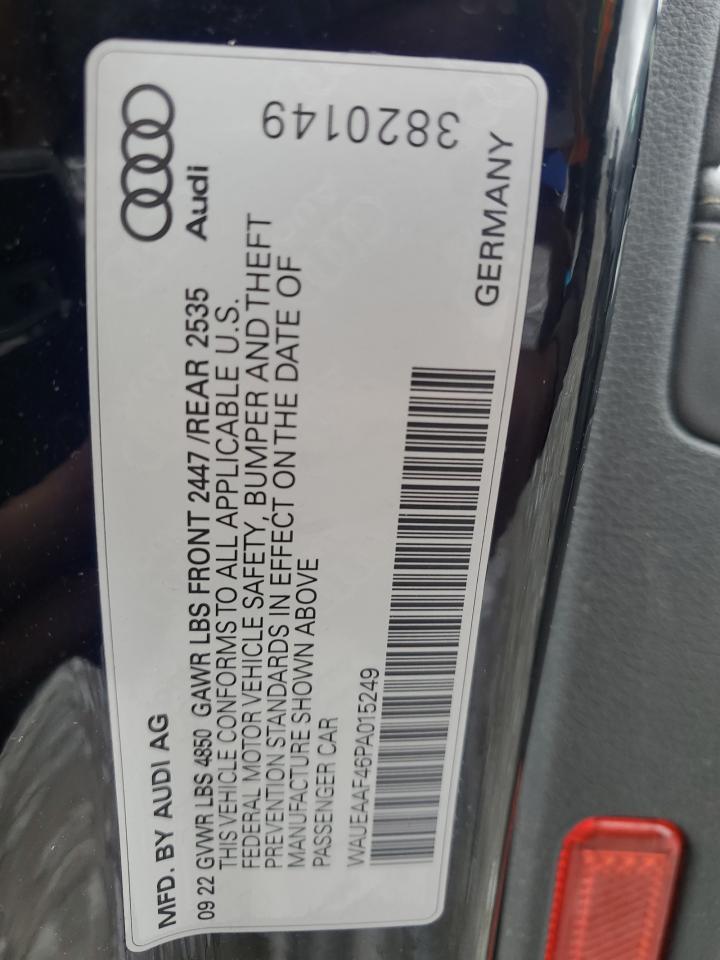 Audi
MFD. BY AUDI AG
09 22 GVWR LBS 4850 GAWR LBS FRONT 2447 /REAR 2535
THIS VEHICLE CONFORMS TO ALL APPLICABLE U.S.
FEDERAL MOTOR VEHICLE SAFETY, BUMPER AND THEFT
PREVENTION STANDARDS IN EFFECT ON THE DATE OF
MANUFACTURE SHOWN ABOVE
PASSENGER CAR
WAUEAAF46PA015249
GERMANY
3820149